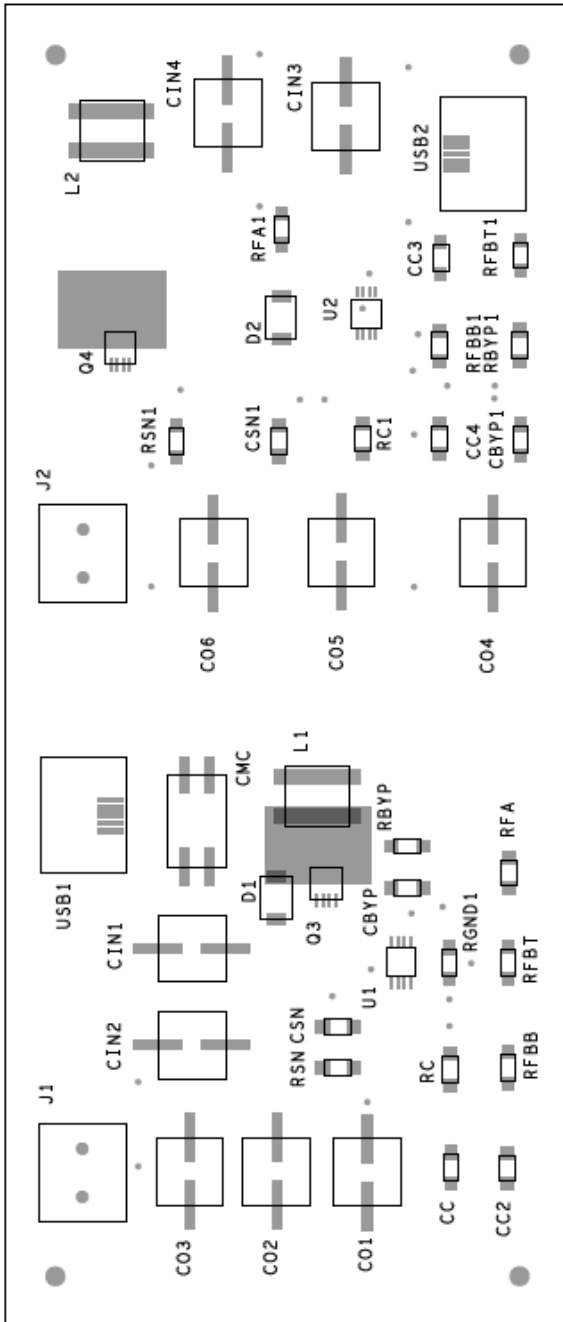 CIN4
CIN3
USB2
L2
RFA1
CC3
RFBT1
D2
U2
Q4
RFBB1
RBYP1
RSN1
CSN1
RC1
CC4
CBYP1
J2
CO6
CO5
CO4
L1
CMC
RBYP
RFA
USB1
D1
CBYP
Q3
RGND1
CIN1
RFBT
U1
CSN
CIN2
RSN
RC
RFBB
J1
CC
CC2
CO3
CO2
CO1